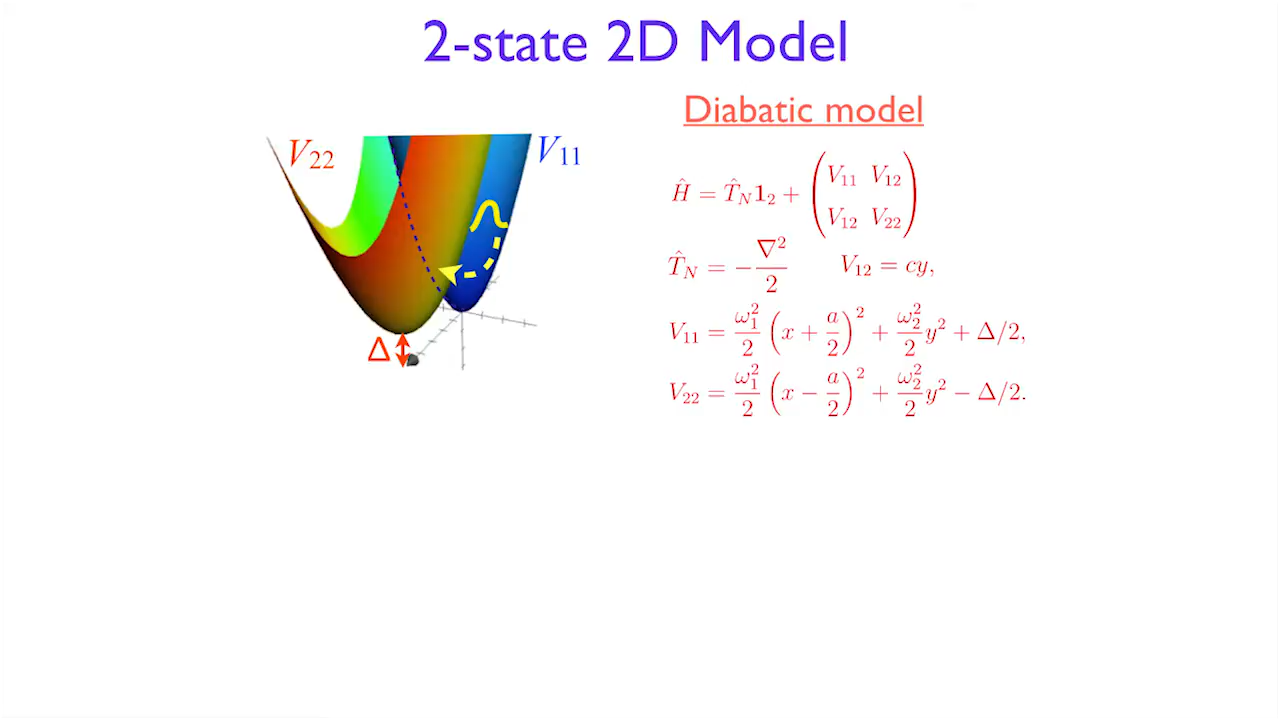 2-state 2D Model
Diabatic model
V₂₂
V₁₁
Δ
Ĥ = T̂_N 𝟏₂ + ( V₁₁ V₁₂
V₁₂ V₂₂ )
T̂_N = −∇²/2 V₁₂ = cy,
V₁₁ = ω₁²/2 (x + a/2)² + ω₂²/2 y² + Δ/2,
V₂₂ = ω₁²/2 (x − a/2)² + ω₂²/2 y² − Δ/2.